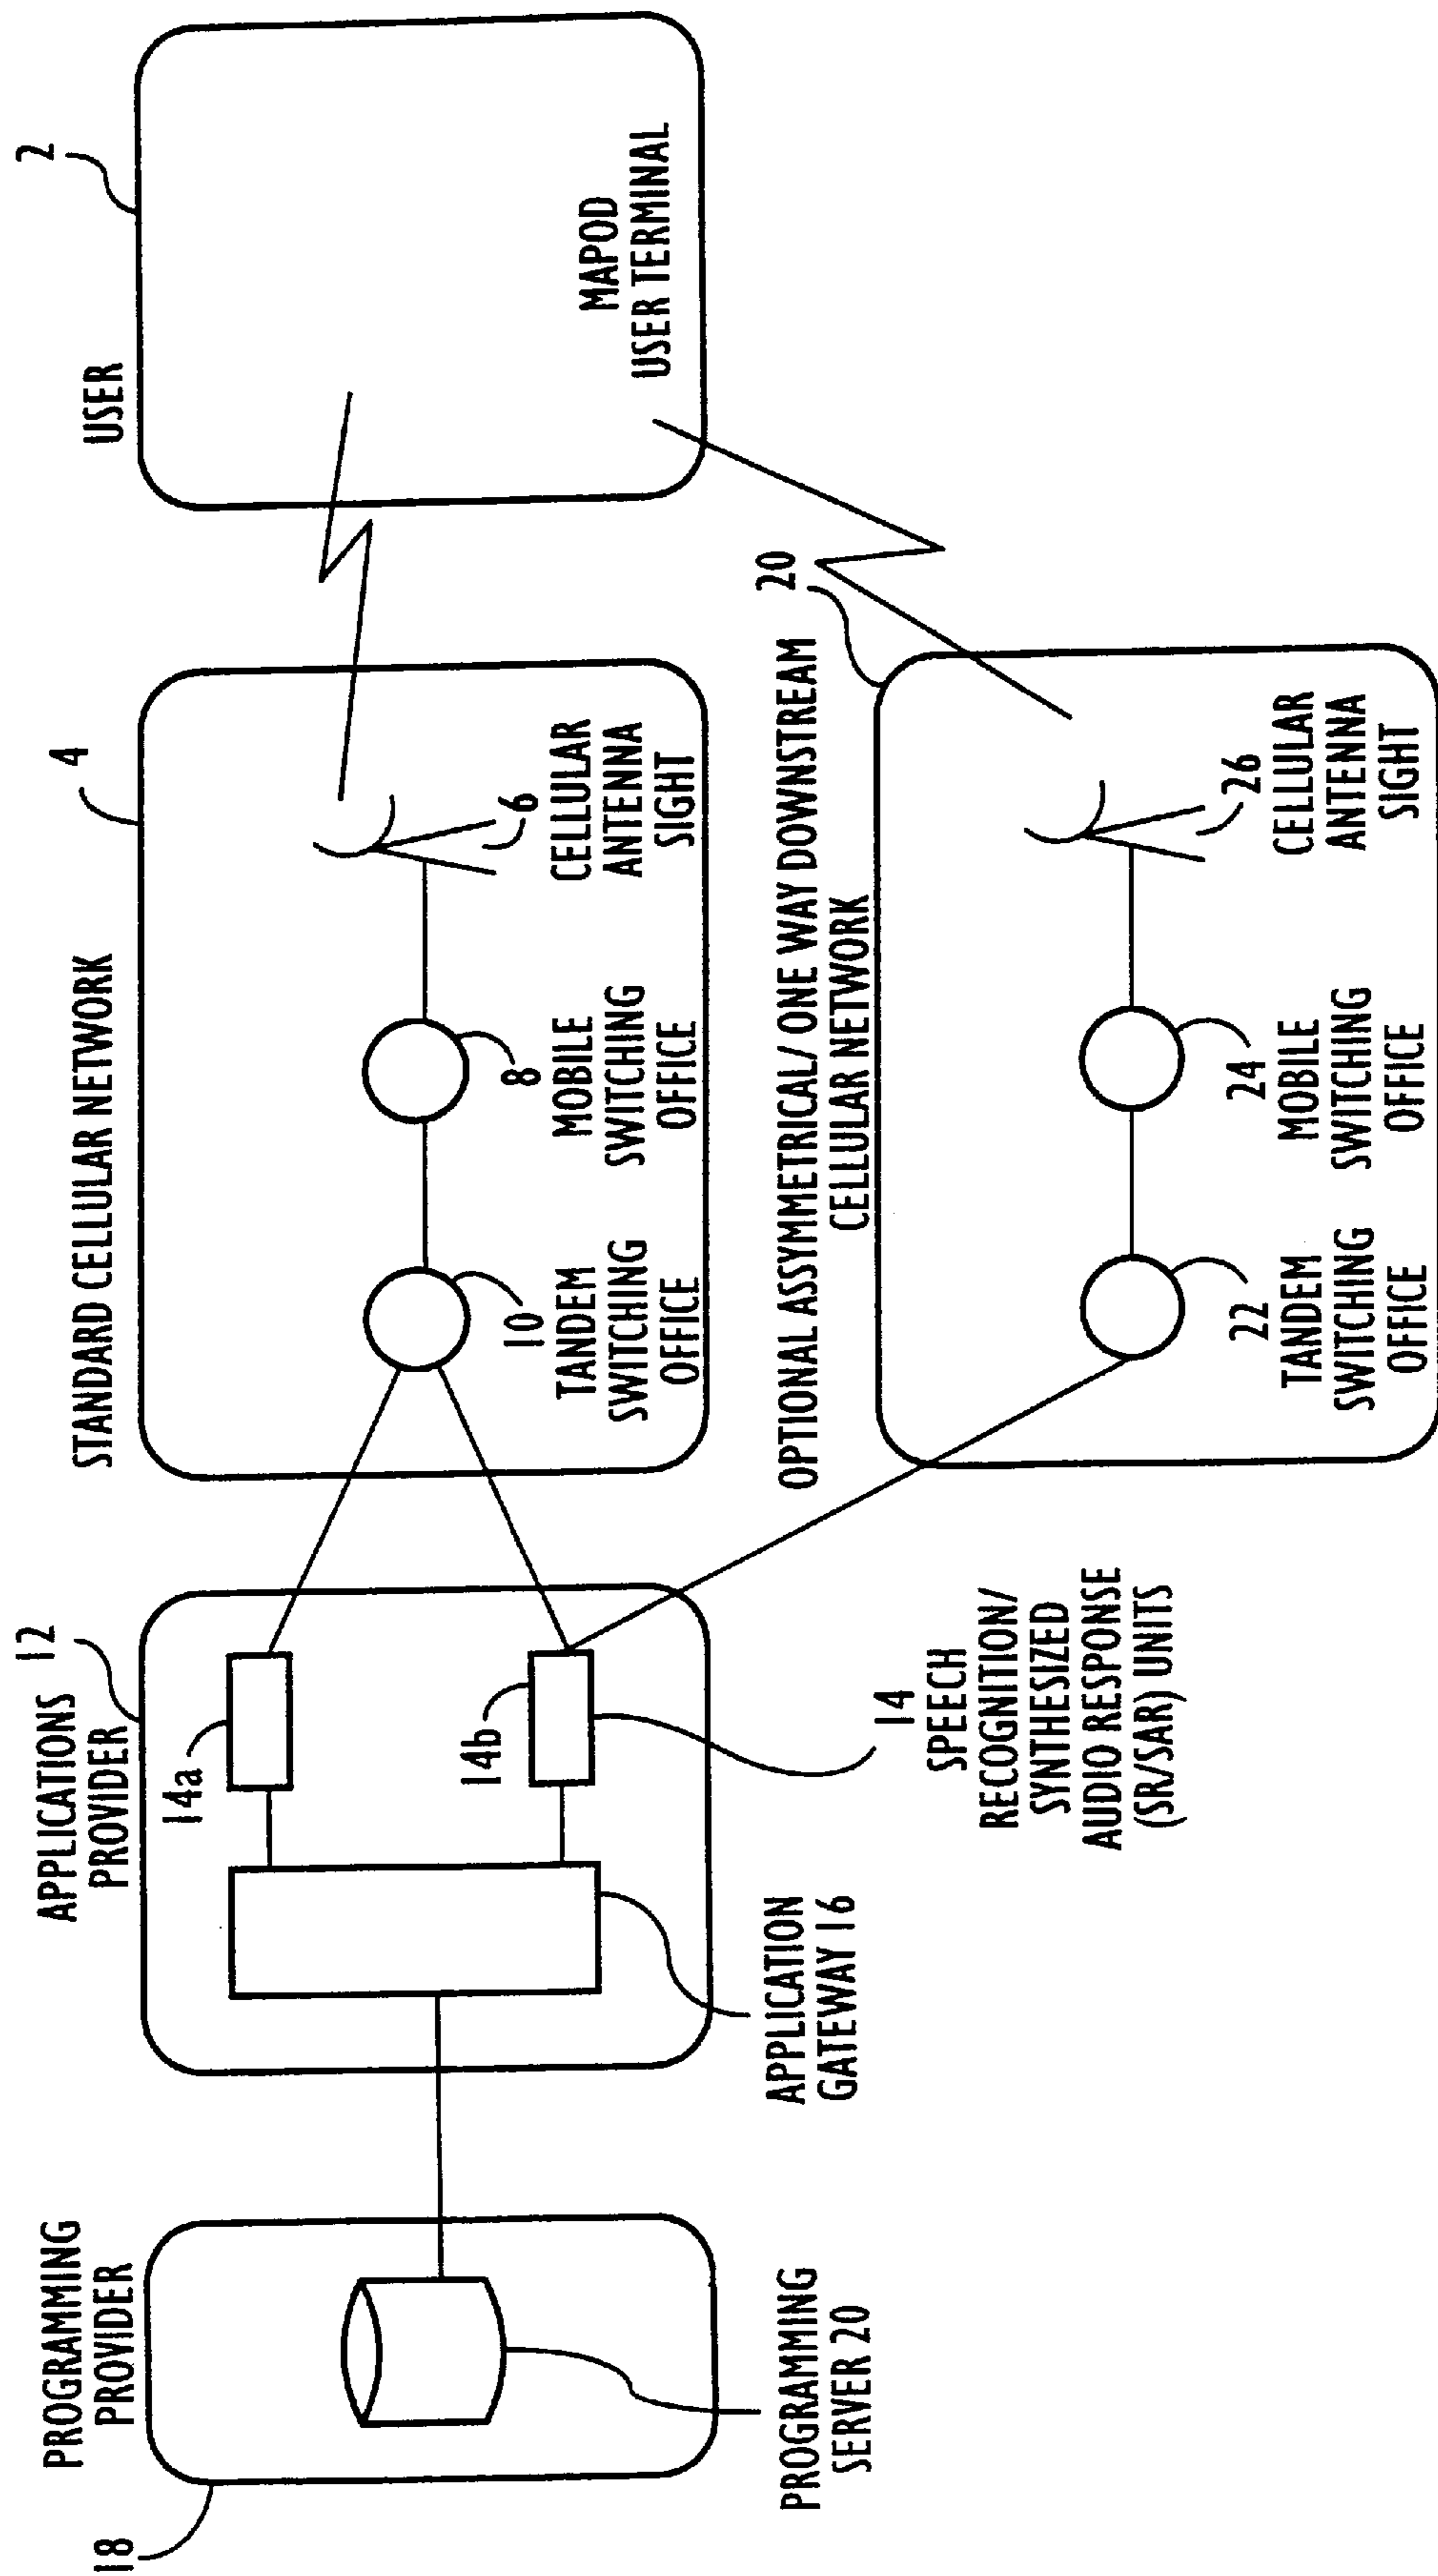 18
PROGRAMMING
PROVIDER
PROGRAMMING
SERVER 20
APPLICATIONS
PROVIDER
12
14a
14b
APPLICATION
GATEWAY 16
14
SPEECH
RECOGNITION/
SYNTHESIZED
AUDIO RESPONSE
(SR/SAR) UNITS
STANDARD CELLULAR NETWORK
4
10
TANDEM
SWITCHING
OFFICE
8
MOBILE
SWITCHING
OFFICE
6
CELLULAR
ANTENNA
SIGHT
USER
2
MAPOD
USER TERMINAL
OPTIONAL ASSYMETRICAL/ ONE WAY DOWNSTREAM
CELLULAR NETWORK
20
22
TANDEM
SWITCHING
OFFICE
24
MOBILE
SWITCHING
OFFICE
26
CELLULAR
ANTENNA
SIGHT